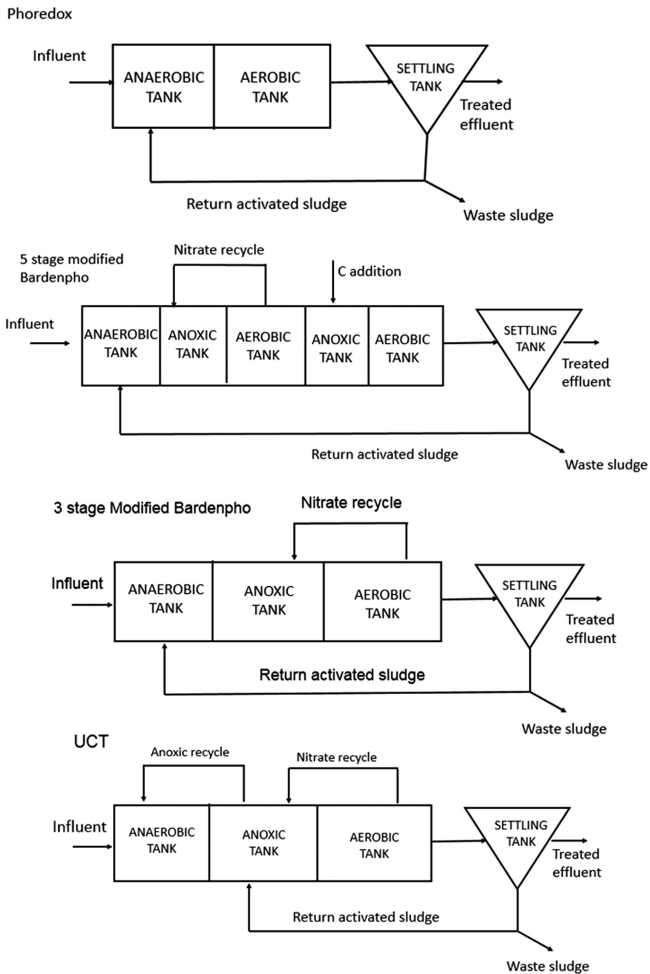 Phoredox
Influent
ANAEROBIC
TANK
AEROBIC
TANK
SETTLING
TANK
Treated
effluent
Return activated sludge
Waste sludge
5 stage modified
Bardenpho
Nitrate recycle
C addition
Influent
ANAEROBIC
TANK
ANOXIC
TANK
AEROBIC
TANK
ANOXIC
TANK
AEROBIC
TANK
SETTLING
TANK
Treated
effluent
Return activated sludge
Waste sludge
3 stage Modified Bardenpho
Nitrate recycle
Influent
ANAEROBIC
TANK
ANOXIC
TANK
AEROBIC
TANK
SETTLING
TANK
Treated
effluent
Return activated sludge
Waste sludge
UCT
Anoxic recycle
Nitrate recycle
Influent
ANAEROBIC
TANK
ANOXIC
TANK
AEROBIC
TANK
SETTLING
TANK
Treated
effluent
Return activated sludge
Waste sludge